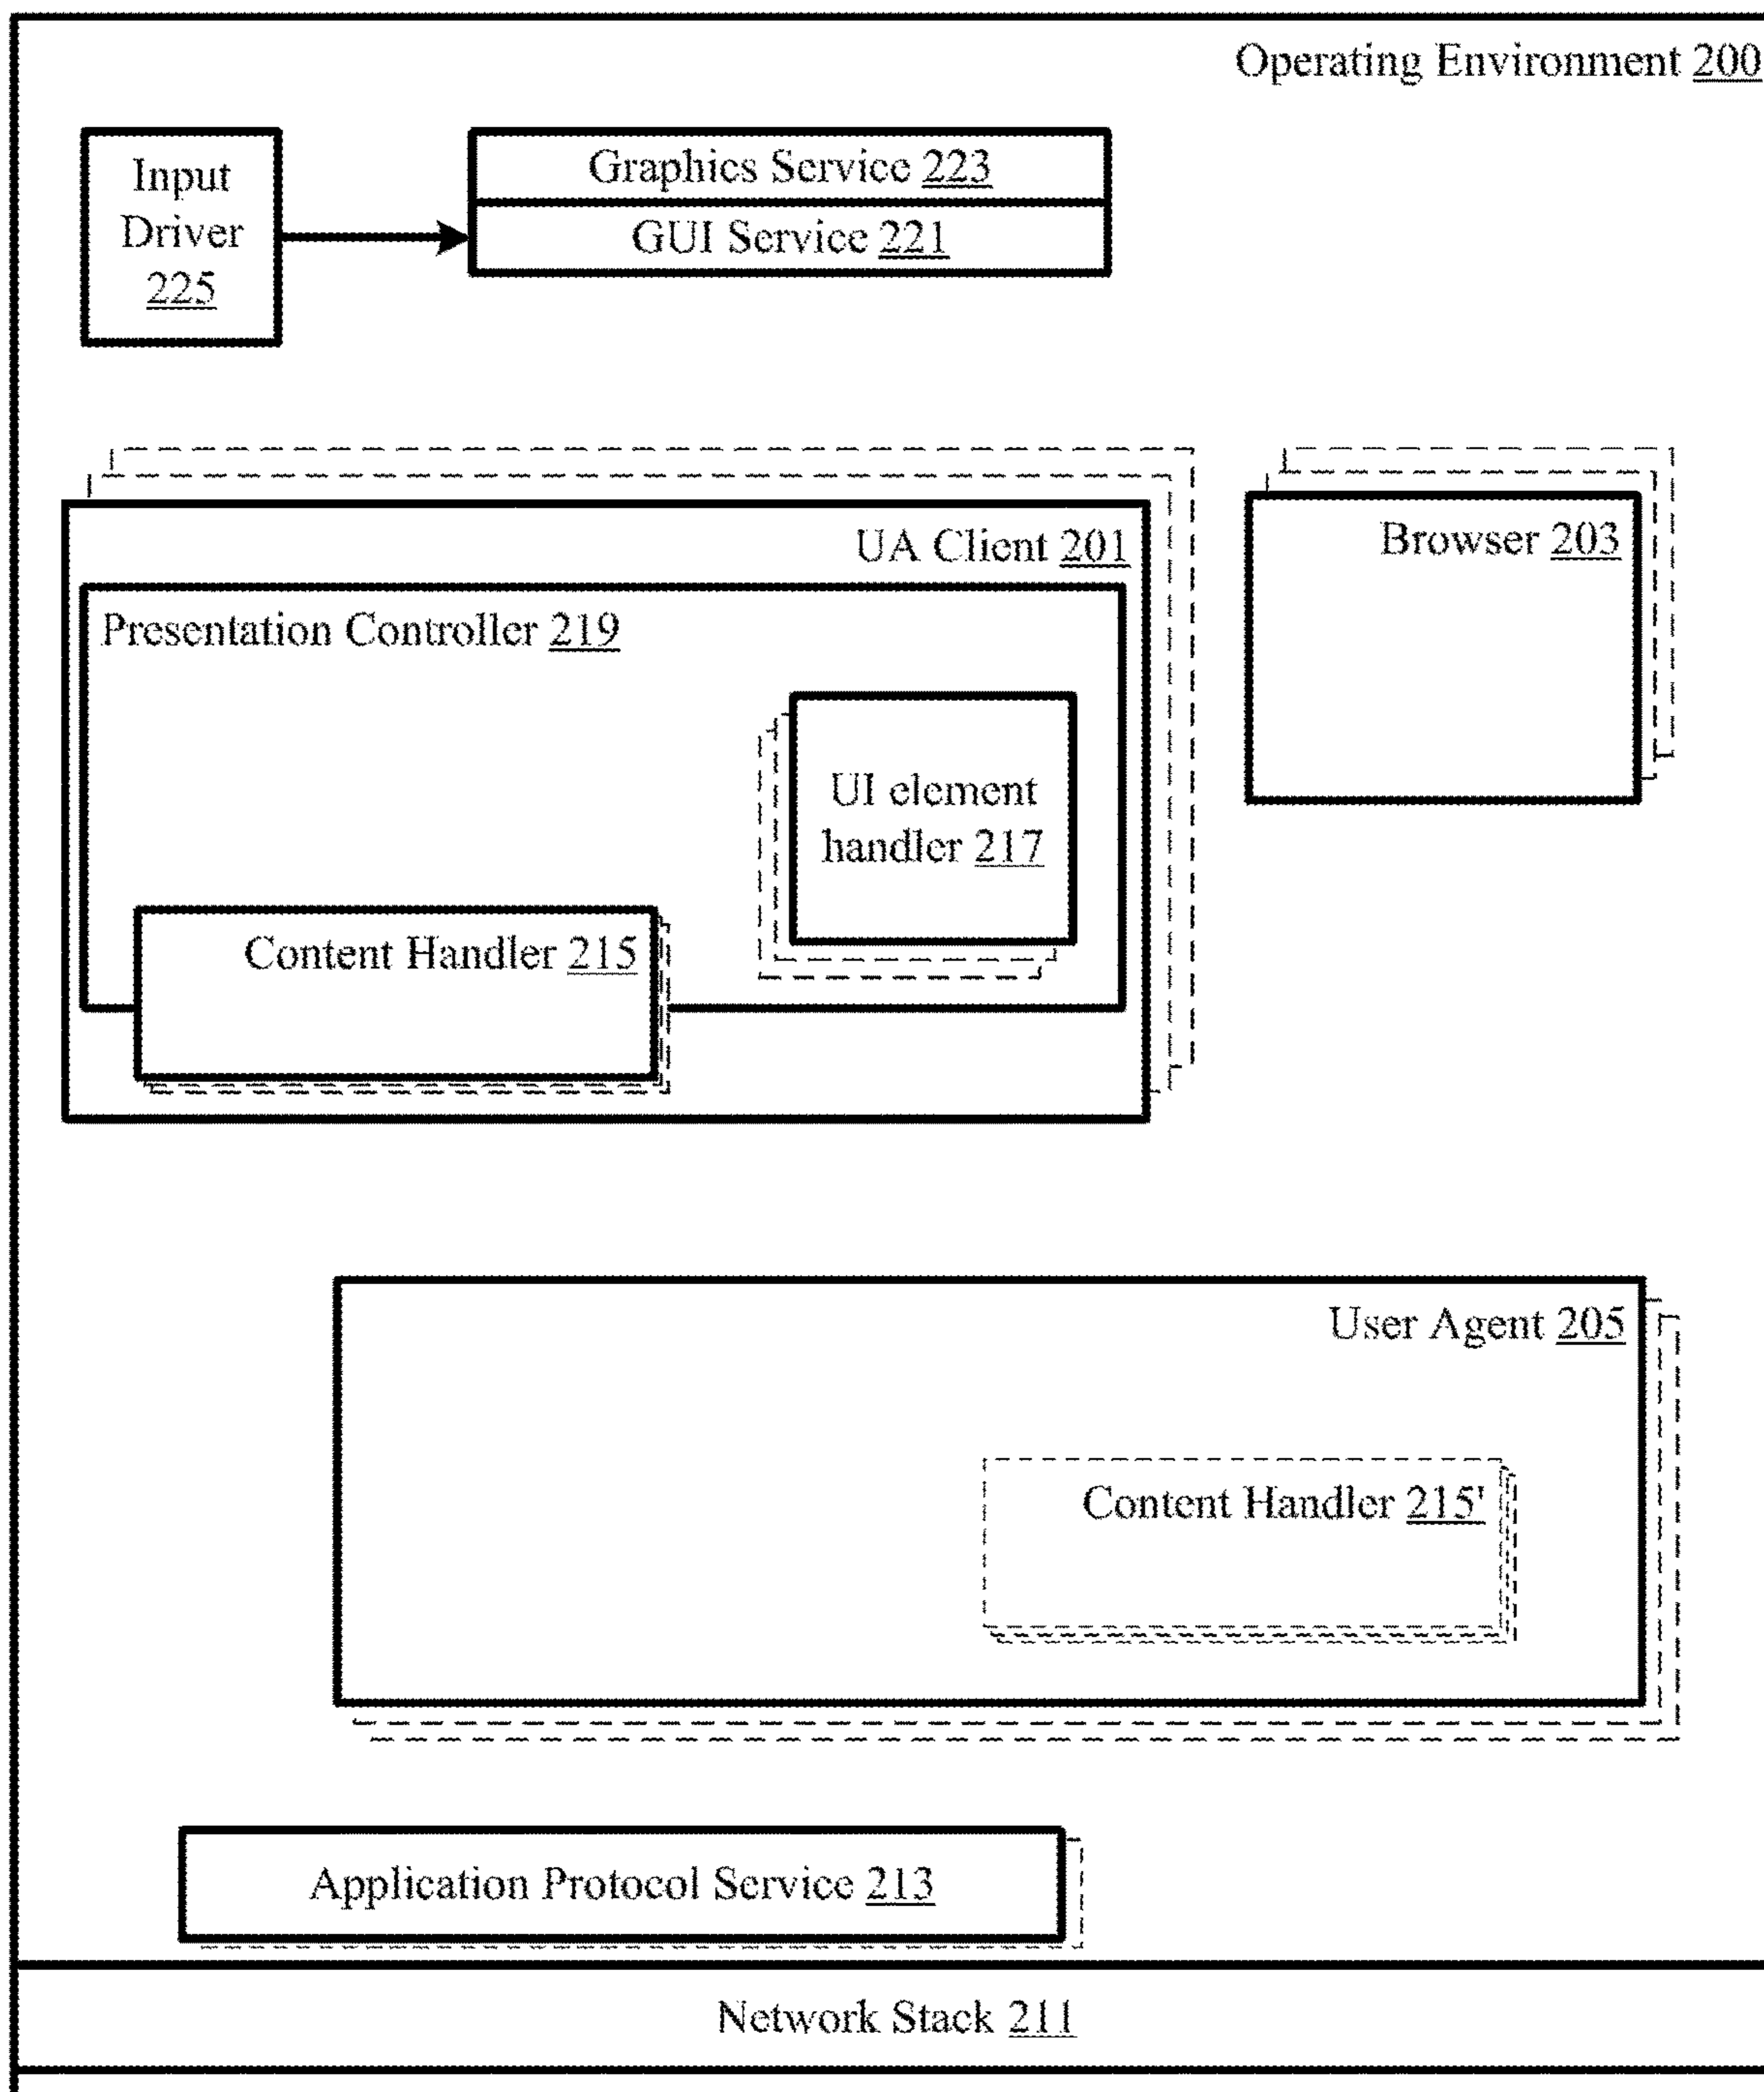 Operating Environment 200
Input
Driver
225
Graphics Service 223
GUI Service 221
UA Client 201
Browser 203
Presentation Controller 219
UI element
handler 217
Content Handler 215
User Agent 205
Content Handler 215'
Application Protocol Service 213
Network Stack 211